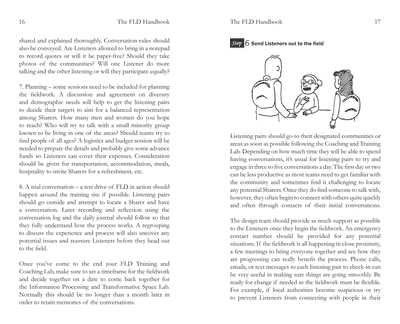 16
The FLD Handbook
shared and explained thoroughly. Conversation rules should
also be conveyed. Are Listeners allowed to bring in a notepad
to record quotes or will it be paper-free? Should they take
photos of the communities? Will one Listener do more
talking and the other listening or will they participate equally?
7. Planning – some sessions need to be included for planning
the fieldwork. A discussion and agreement on diversity
and demographic needs will help to get the listening pairs
to decide their targets to aim for a balanced representation
among Sharers. How many men and women do you hope
to reach? Who will try to talk with a small minority group
known to be living in one of the areas? Should teams try to
find people of all ages? A logistics and budget session will be
needed to prepare the details and probably give some advance
funds so Listeners can cover their expenses. Consideration
should be given for transportation, accommodation, meals,
hospitality to invite Sharers for a refreshment, etc.
8. A trial conversation – a test drive of FLD in action should
happen around the training site if possible. Listening pairs
should go outside and attempt to locate a Sharer and have
a conversation. Later recording and reflection using the
conversation log and the daily journal should follow so that
they fully understand how the process works. A regrouping
to discuss the experience and process will also uncover any
potential issues and reassure Listeners before they head out
to the field.
Once you've come to the end your FLD Training and
Coaching Lab, make sure to set a timeframe for the fieldwork
and decide together on a date to come back together for
the Information Processing and Transformative Space Lab.
Normally this should be no longer than a month later in
order to retain memories of the conversations.
The FLD Handbook
17
Step 6 Send Listeners out to the field
Listening pairs should go to their designated communities or
areas as soon as possible following the Coaching and Training
Lab. Depending on how much time they will be able to spend
having conversations, it's usual for listening pairs to try and
engage in three to five conversations a day. The first day or two
can be less productive as most teams need to get familiar with
the community and sometimes find it challenging to locate
any potential Sharers. Once they do find someone to talk with,
however, they often begin to connect with others quite quickly
and often through contacts of their initial conversations.
The design team should provide as much support as possible
to the Listeners once they begin the fieldwork. An emergency
contact number should be provided for any potential
situations. If the fieldwork is all happening in close proximity,
a few meetings to bring everyone together and see how they
are progressing can really benefit the process. Phone calls,
emails, or text messages to each listening pair to check-in can
be very useful in making sure things are going smoothly. Be
ready for change if needed as the fieldwork must be flexible.
For example, if local authorities become suspicious or try
to prevent Listeners from connecting with people in their